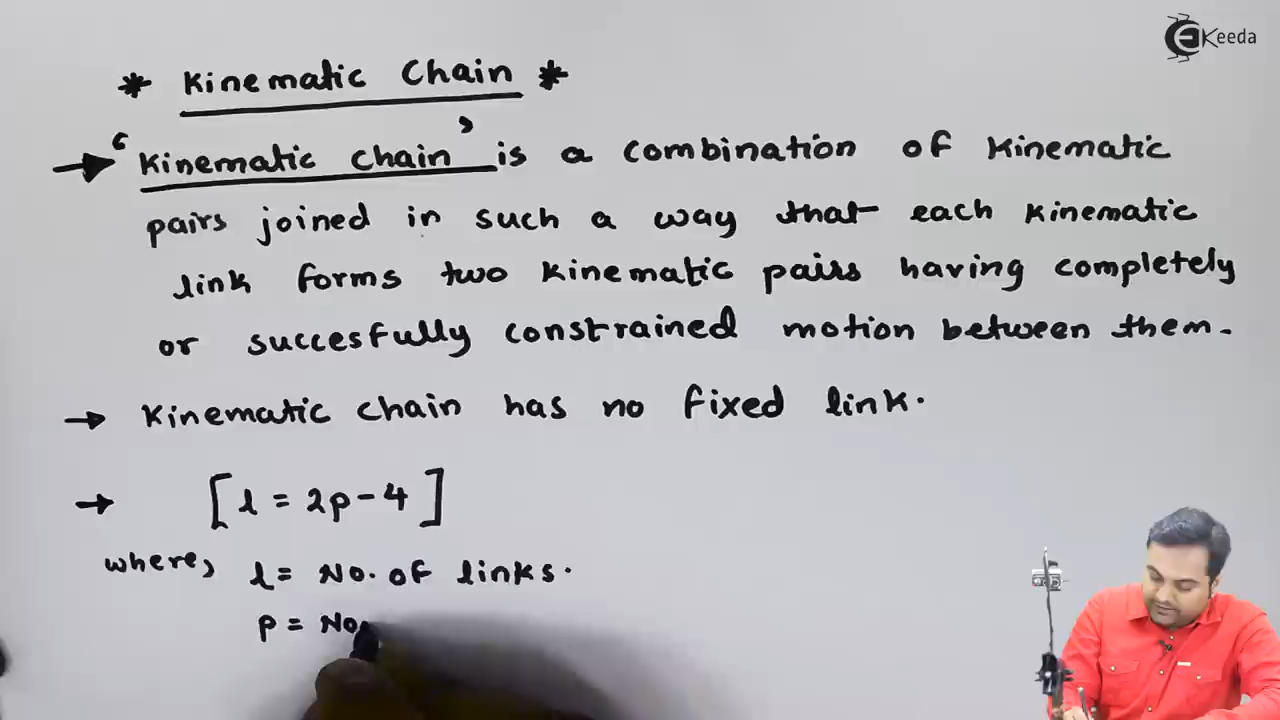 EKeeda
* Kinematic Chain *
→ 'Kinematic chain' is a combination of kinematic
pairs joined in such a way that each kinematic
link forms two kinematic pairs having completely
or succesfully constrained motion between them.
→ Kinematic chain has no fixed link.
→ [l = 2p - 4]
where, l = No. of links.
p = No.